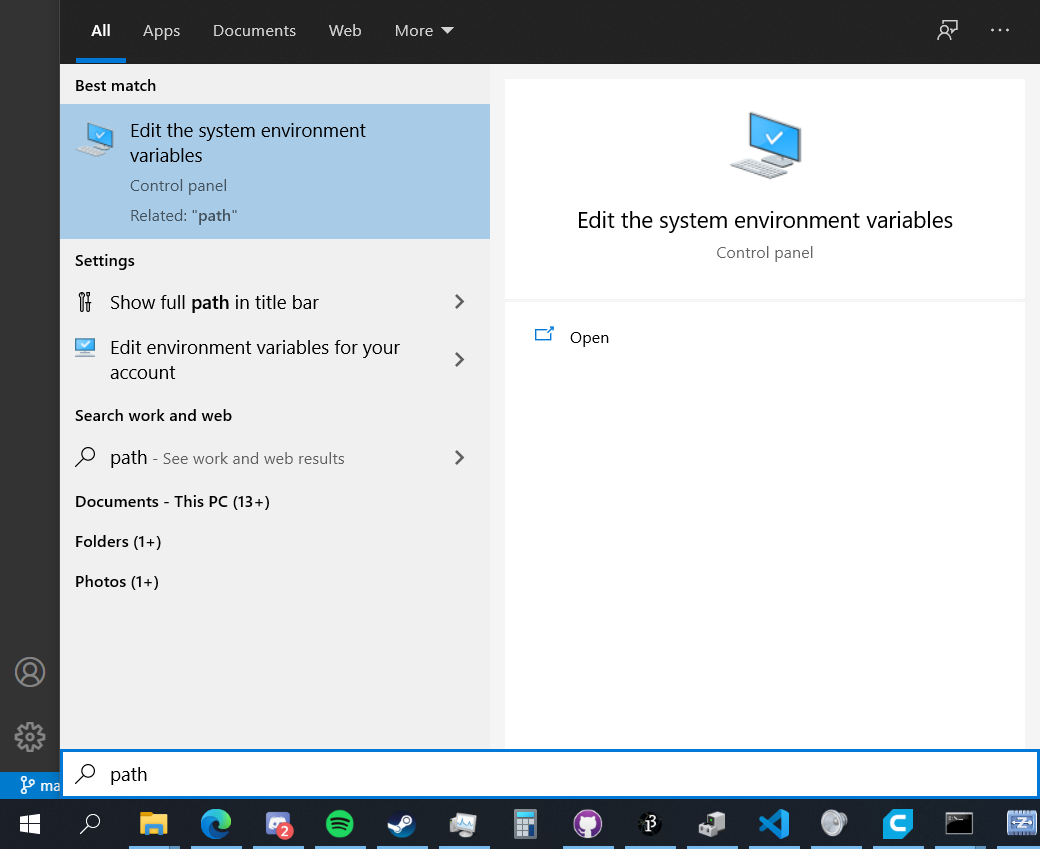 All Apps Documents Web More
Best match
Edit the system environment
variables
Control panel
Related: "path"
Settings
Show full path in title bar
Edit environment variables for your
account
Search work and web
path - See work and web results
Documents - This PC (13+)
Folders (1+)
Photos (1+)
Edit the system environment variables
Control panel
Open
ma
path
2